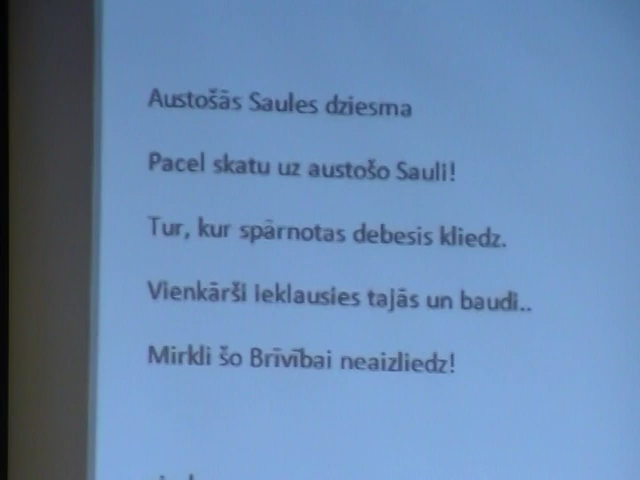 Austošās Saules dziesma
Pacel skatu uz austošo Sauli!
Tur, kur spārnotas debesis kliedz.
Vienkārši ieklausies tajās un baudi..
Mirkli šo Brīvībai neaizliedz!